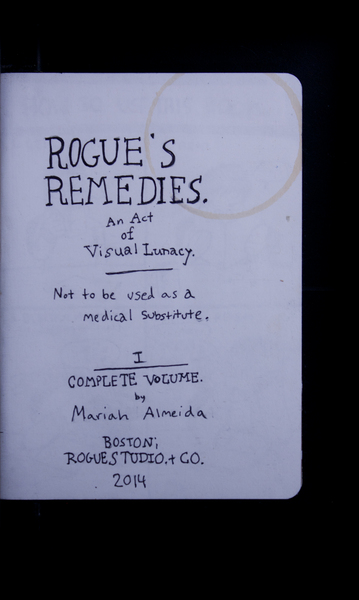 ROGUE'S
REMEDIES.
An Act
of
Visual Lunacy.
Not to be used as a
medical substitute.
I
COMPLETE VOLUME.
by
Mariah Almeida
BOSTON;
ROGUESTUDIO.+ CO.
2014